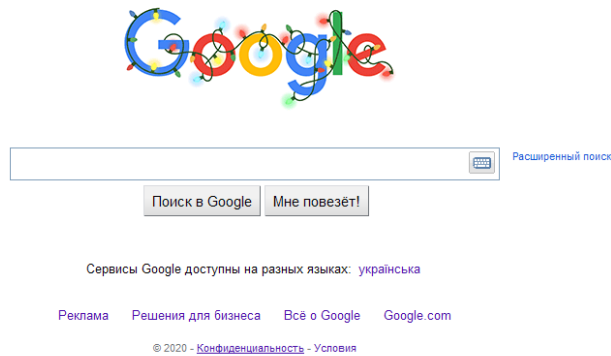 Google
Расширенный поиск
Поиск в Google Мне повезёт!
Сервисы Google доступны на разных языках: українська
Реклама Решения для бизнеса Всё о Google Google.com
© 2020 - Конфиденциальность - Условия